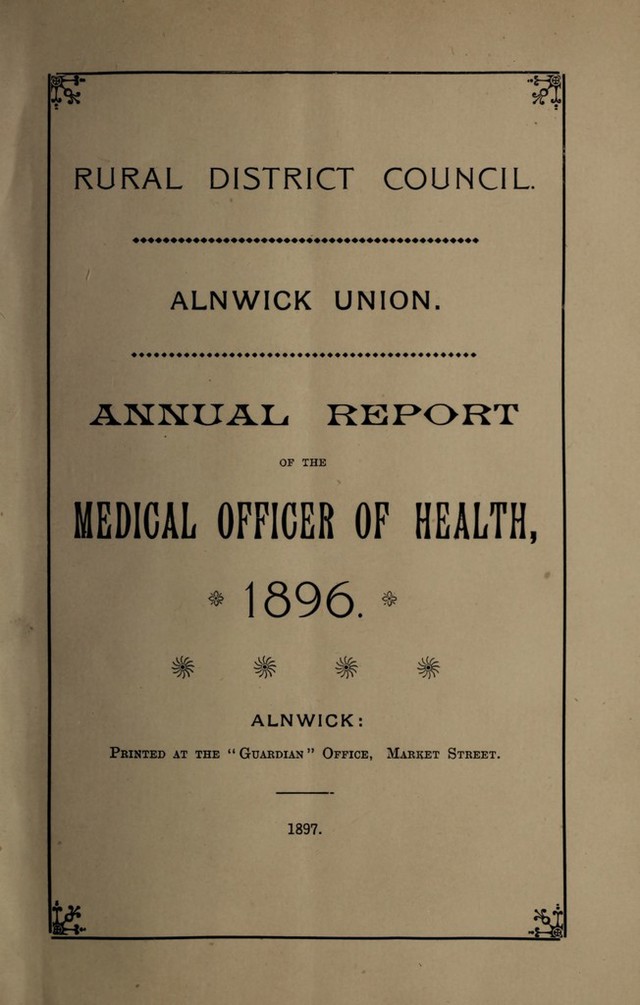 RURAL DISTRICT COUNCIL.
ALNWICK UNION.
ANNUAL REPORT
OF THE
MEDICAL OFFICER OF HEALTH,
1896.
ALNWICK:
PRINTED AT THE "GUARDIAN" OFFICE, MARKET STREET.
1897.